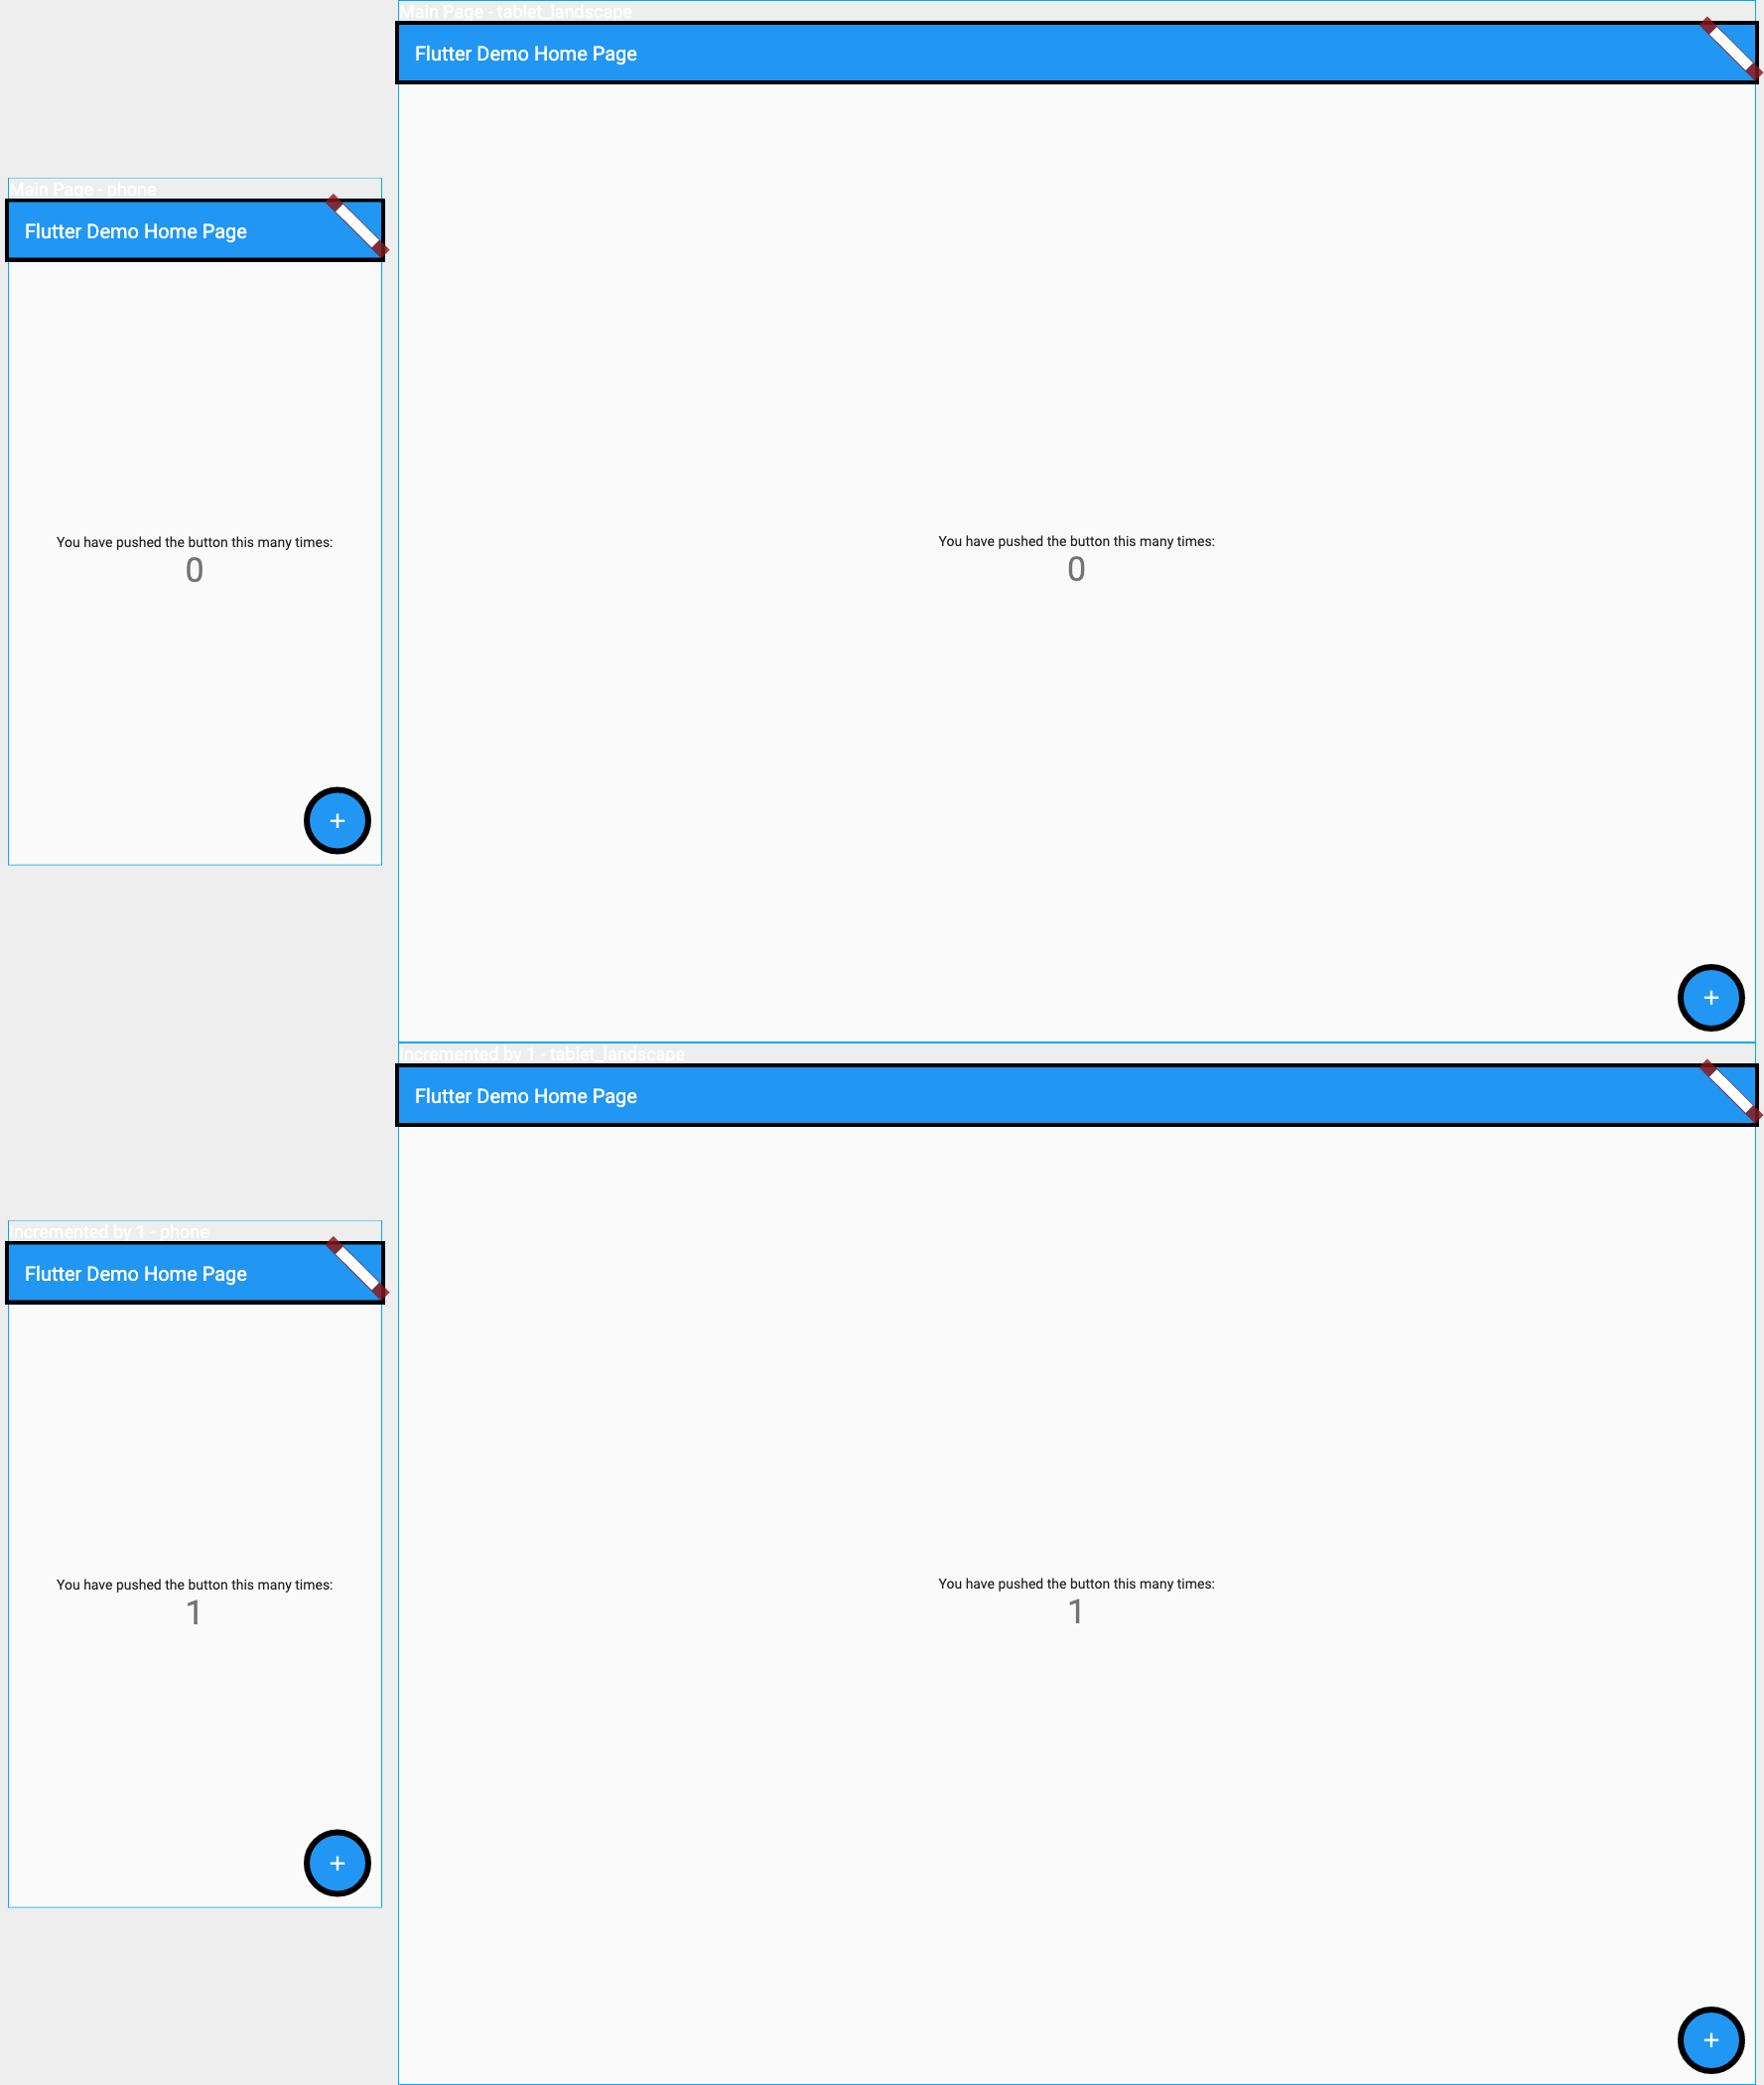 Main Page - phone
Flutter Demo Home Page
You have pushed the button this many times:
0
+
Main Page - tablet_landscape
Flutter Demo Home Page
You have pushed the button this many times:
0
+
Incremented by 1 - phone
Flutter Demo Home Page
You have pushed the button this many times:
1
+
Incremented by 1 - tablet_landscape
Flutter Demo Home Page
You have pushed the button this many times:
1
+